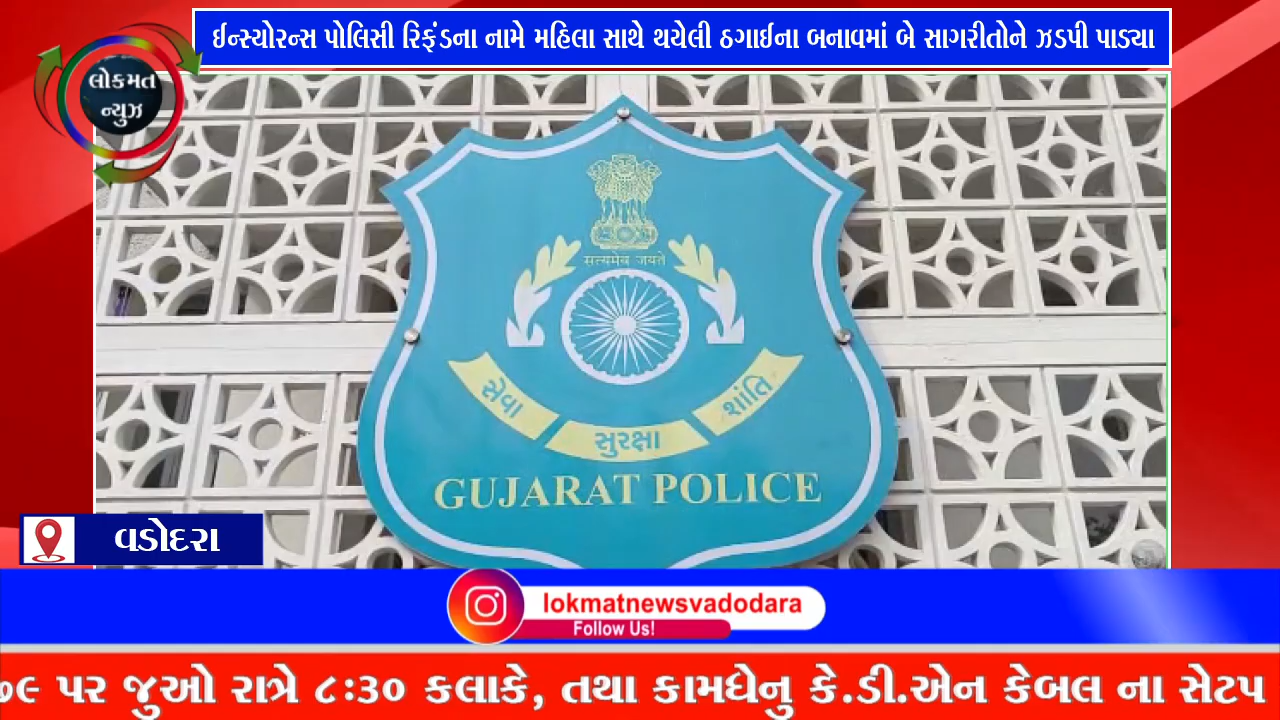 ઈન્સ્યોરન્સ પોલિસી રિફંડના નામે મહિલા સાથે થયેલી ઠગાઈના બનાવમાં બે સાગરીતોને ઝડપી પાડ્યા
લોકમત
ન્યુઝ
सत्यमेव जयते
સેવા
સુરક્ષા
શાંતિ
GUJARAT POLICE
વડોદરા
lokmatnewsvadodara
Follow Us!
૭૯ પર જુઓ રાત્રે ૮:૩૦ કલાકે, તથા કામધેનુ કે.ડી.એન કેબલ ના સેટપ